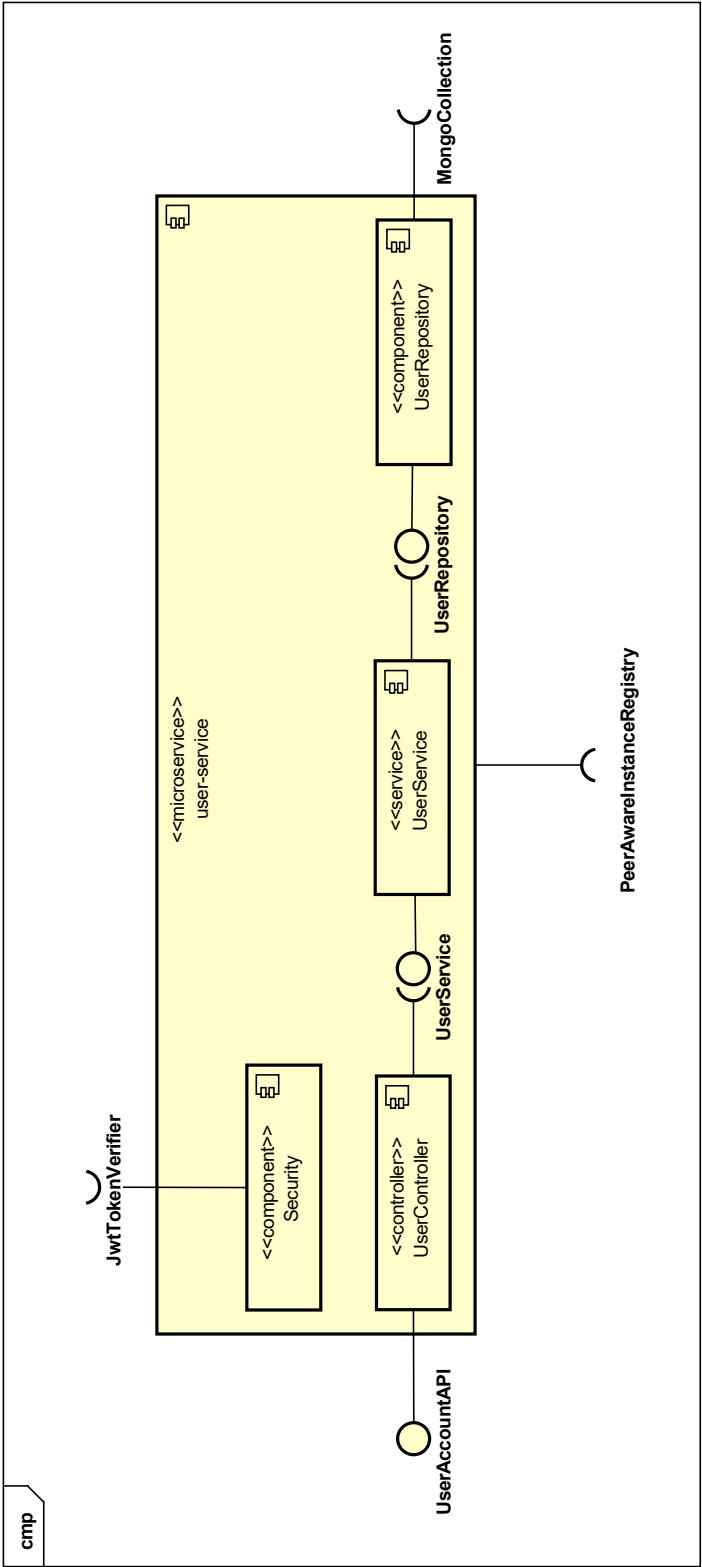 cmp
JwtTokenVerifier
<<microservice>>
user-service
<<component>>
Security
<<controller>>
UserController
<<service>>
UserService
<<component>>
UserRepository
UserAccountAPI
UserService
UserRepository
MongoCollection
PeerAwareInstanceRegistry